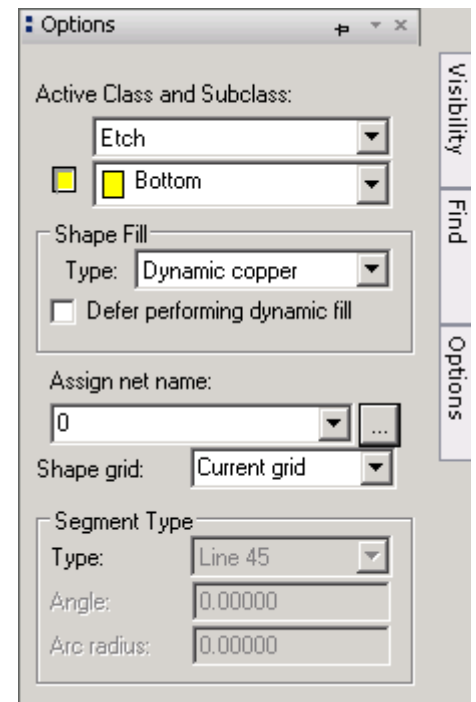 Options
Active Class and Subclass:
Etch
Bottom
Shape Fill
Type: Dynamic copper
Defer performing dynamic fill
Assign net name:
0 ...
Shape grid: Current grid
Segment Type
Type: Line 45
Angle: 0.00000
Arc radius: 0.00000
Visibility
Find
Options